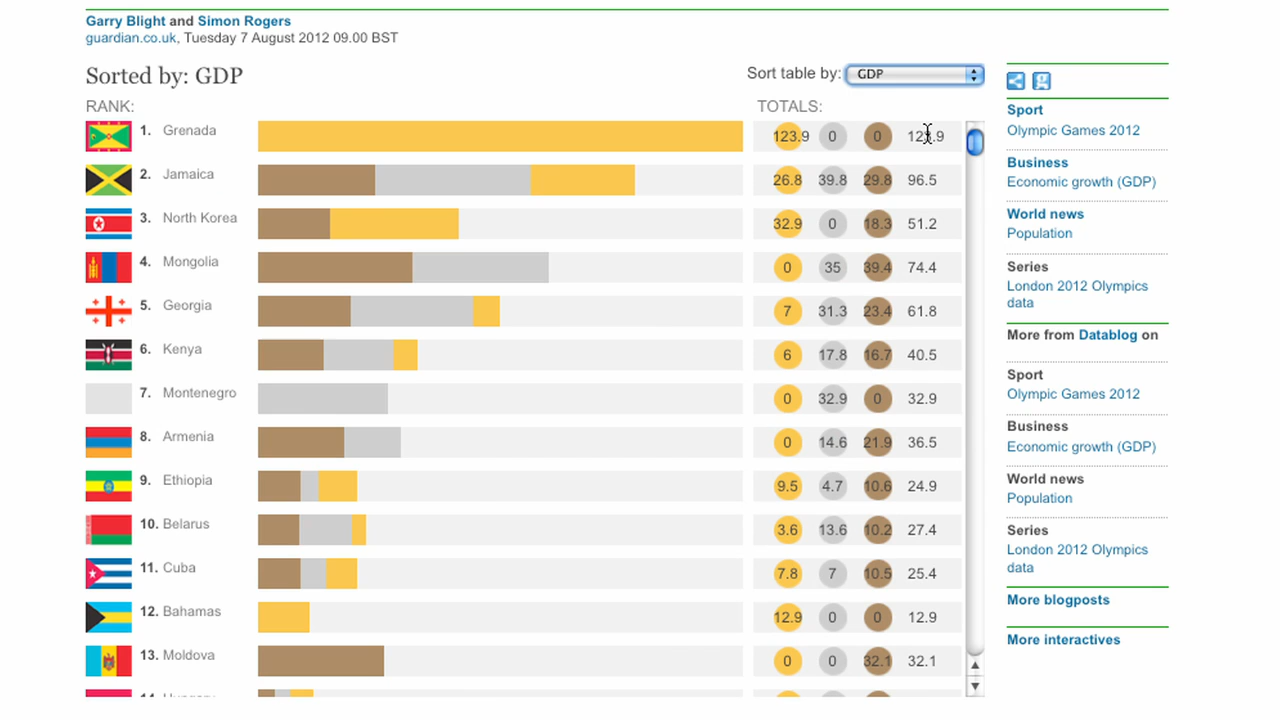 Garry Blight and Simon Rogers
guardian.co.uk, Tuesday 7 August 2012 09.00 BST
Sorted by: GDP
Sort table by: GDP
RANK: TOTALS:
1. Grenada 123.9 0 0 123.9
2. Jamaica 26.8 39.8 29.8 96.5
3. North Korea 32.9 0 18.3 51.2
4. Mongolia 0 35 39.4 74.4
5. Georgia 7 31.3 23.4 61.8
6. Kenya 6 17.8 16.7 40.5
7. Montenegro 0 32.9 0 32.9
8. Armenia 0 14.6 21.9 36.5
9. Ethiopia 9.5 4.7 10.6 24.9
10. Belarus 3.6 13.6 10.2 27.4
11. Cuba 7.8 7 10.5 25.4
12. Bahamas 12.9 0 0 12.9
13. Moldova 0 0 32.1 32.1
Sport
Olympic Games 2012
Business
Economic growth (GDP)
World news
Population
Series
London 2012 Olympics
data
More from Datablog on
Sport
Olympic Games 2012
Business
Economic growth (GDP)
World news
Population
Series
London 2012 Olympics
data
More blogposts
More interactives